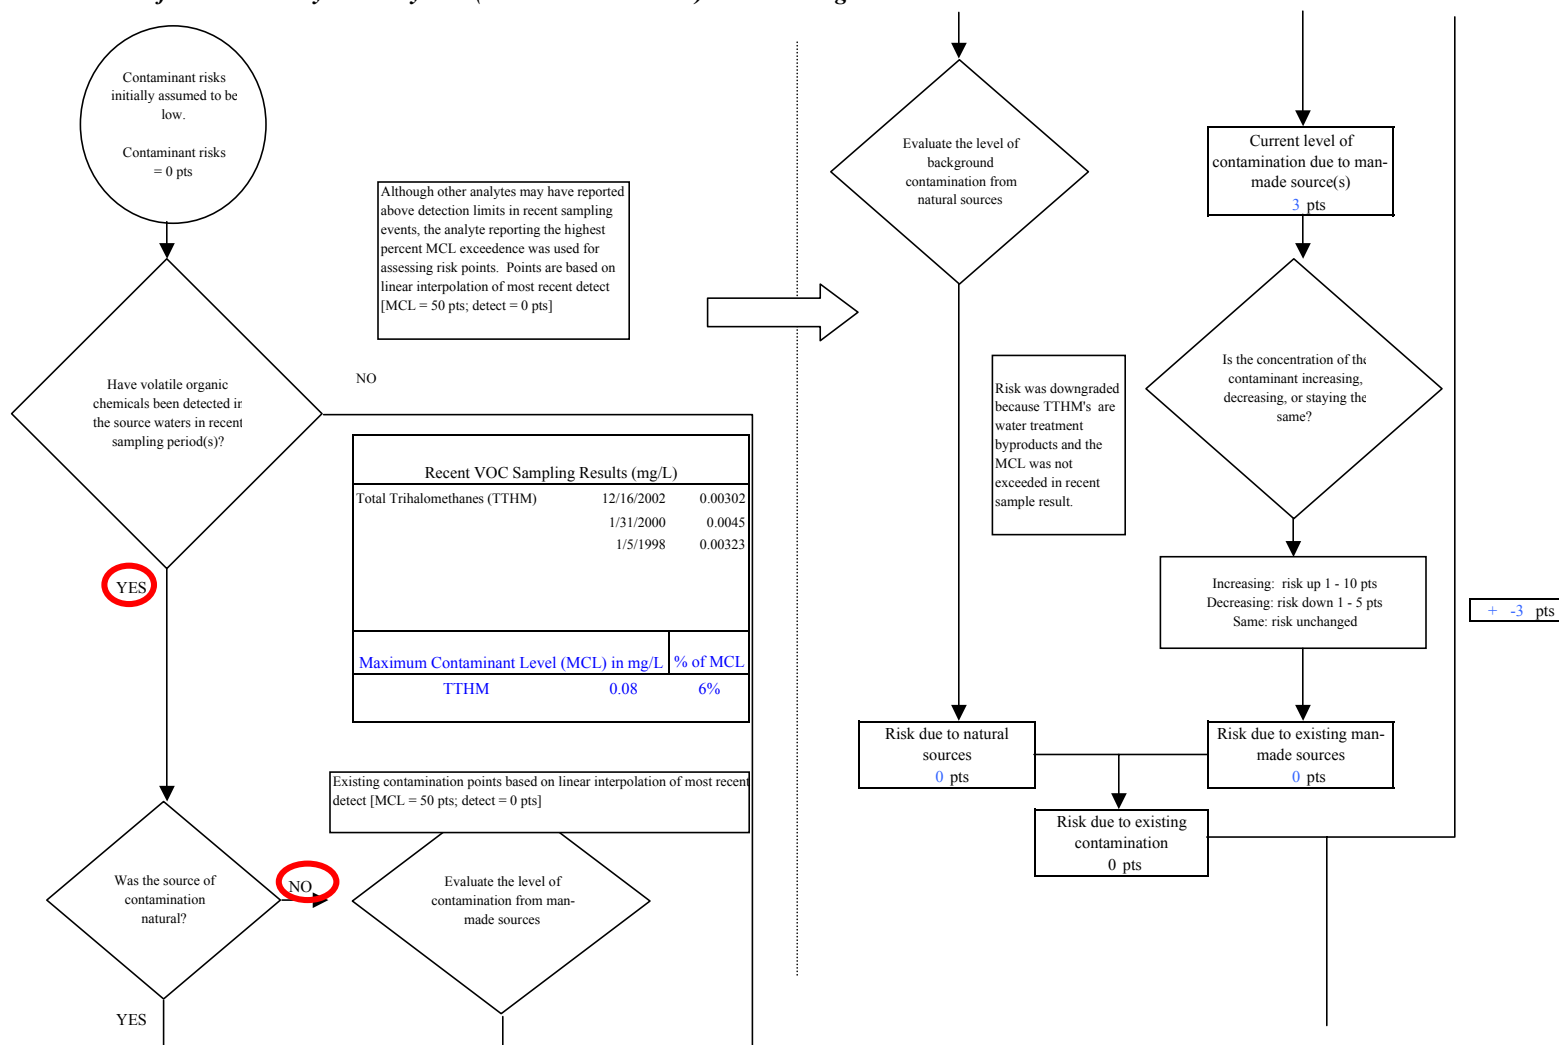 Contaminant risks
initially assumed to be
low.
Contaminant risks
= 0 pts
Although other analytes may have reported
above detection limits in recent sampling
events, the analyte reporting the highest
percent MCL exceedence was used for
assessing risk points. Points are based on
linear interpolation of most recent detect
[MCL = 50 pts; detect = 0 pts]
Have volatile organic
chemicals been detected in
the source waters in recent
sampling period(s)?
NO
YES
Recent VOC Sampling Results (mg/L)
Total Trihalomethanes (TTHM) 12/16/2002 0.00302
1/31/2000 0.0045
1/5/1998 0.00323
Maximum Contaminant Level (MCL) in mg/L % of MCL
TTHM 0.08 6%
Existing contamination points based on linear interpolation of most recent
detect [MCL = 50 pts; detect = 0 pts]
Was the source of
contamination
natural?
NO
YES
Evaluate the level of
contamination from man-
made sources
Evaluate the level of
background
contamination from
natural sources
Current level of
contamination due to man-
made source(s)
3 pts
Risk was downgraded
because TTHM's are
water treatment
byproducts and the
MCL was not
exceeded in recent
sample result.
Is the concentration of the
contaminant increasing,
decreasing, or staying the
same?
Increasing: risk up 1 - 10 pts
Decreasing: risk down 1 - 5 pts
Same: risk unchanged
+ -3 pts
Risk due to natural
sources
0 pts
Risk due to existing man-
made sources
0 pts
Risk due to existing
contamination
0 pts